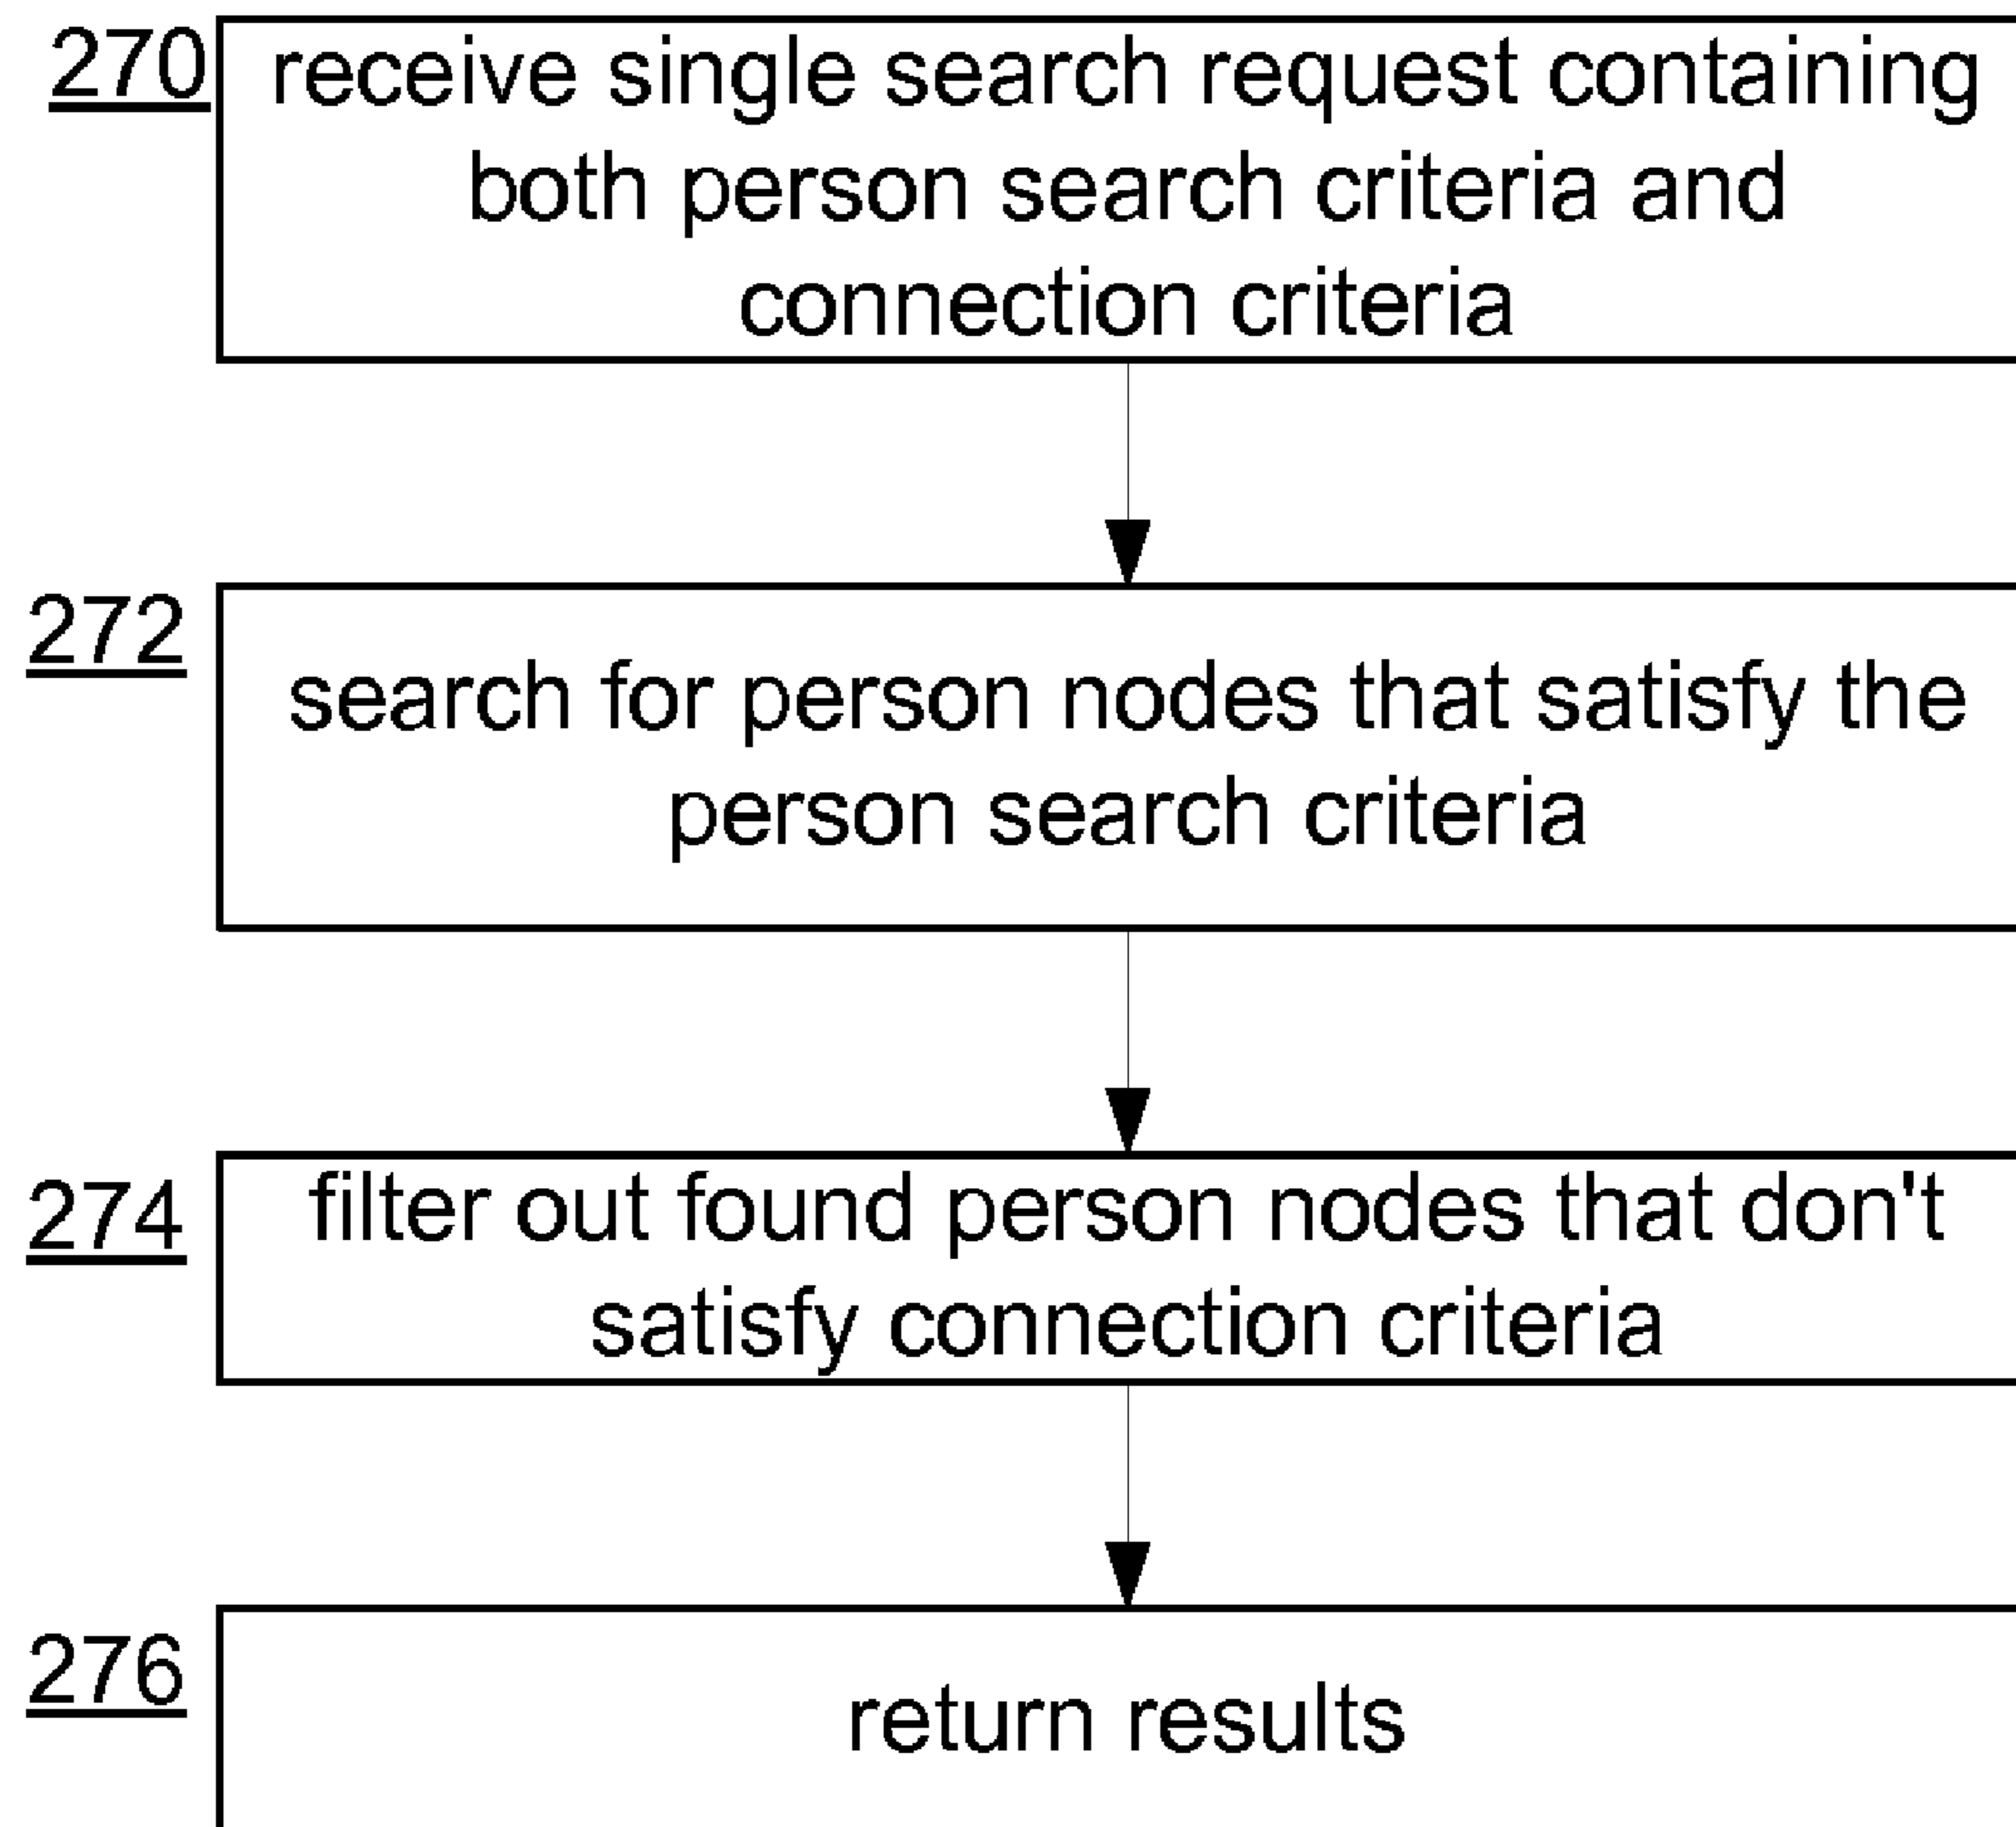 270
receive single search request containing
both person search criteria and
connection criteria
272
search for person nodes that satisfy the
person search criteria
274
filter out found person nodes that don't
satisfy connection criteria
276
return results